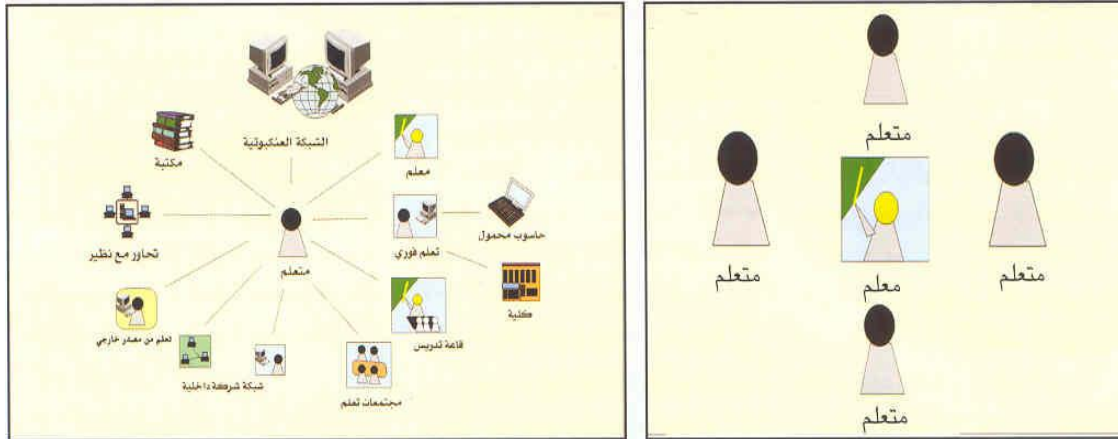 الشبكة العنكبوتية
مكتبة
معلم
تحاور مع نظير
متعلم
تعلم فوري
حاسوب محمول
كلية
تعلم من مصدر خارجي
شبكة شركة داخلية
مجتمعات تعلم
قاعة تدريس
متعلم
متعلم
معلم
متعلم
متعلم